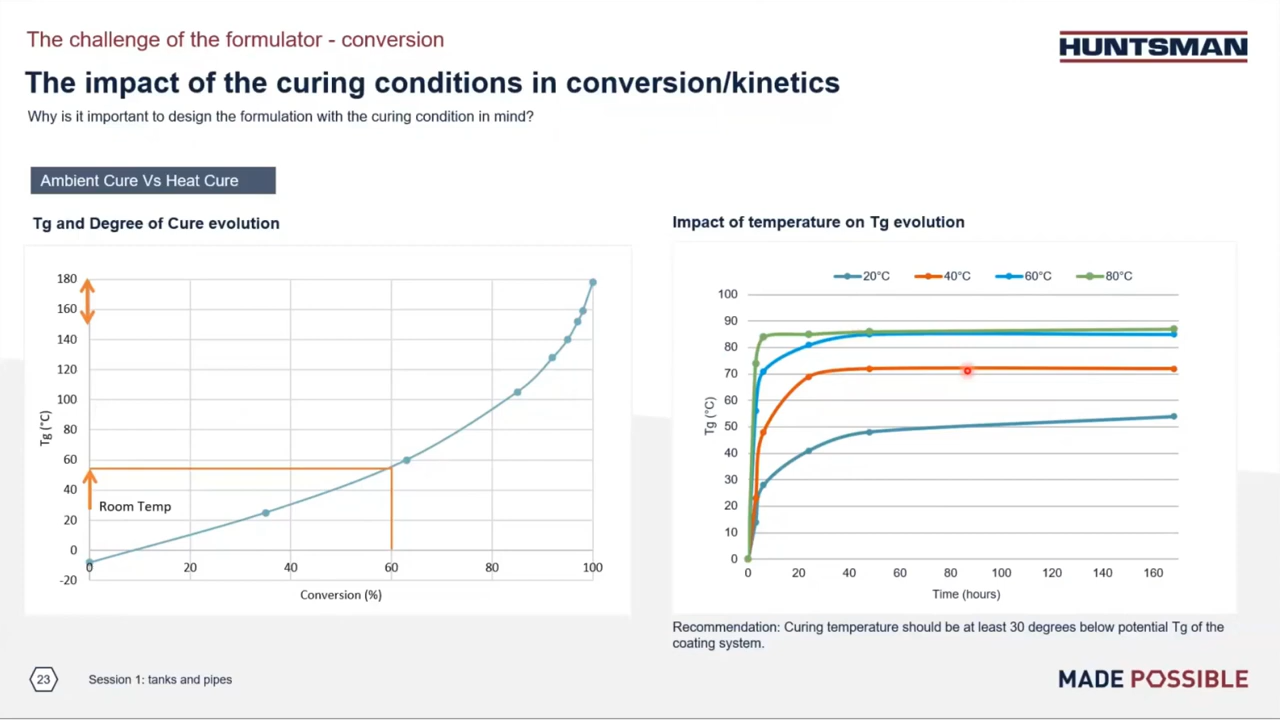 The challenge of the formulator - conversion
HUNTSMAN
The impact of the curing conditions in conversion/kinetics
Why is it important to design the formulation with the curing condition in mind?
Ambient Cure Vs Heat Cure
Tg and Degree of Cure evolution
180
160
140
120
100
80
60
40
20
0
-20
Tg (°C)
Room Temp
0
20
40
60
80
100
Conversion (%)
Impact of temperature on Tg evolution
20°C 40°C 60°C 80°C
100
90
80
70
60
50
40
30
20
10
0
Tg (°C)
0
20
40
60
80
100
120
140
160
Time (hours)
Recommendation: Curing temperature should be at least 30 degrees below potential Tg of the
coating system.
23
Session 1: tanks and pipes
MADE POSSIBLE